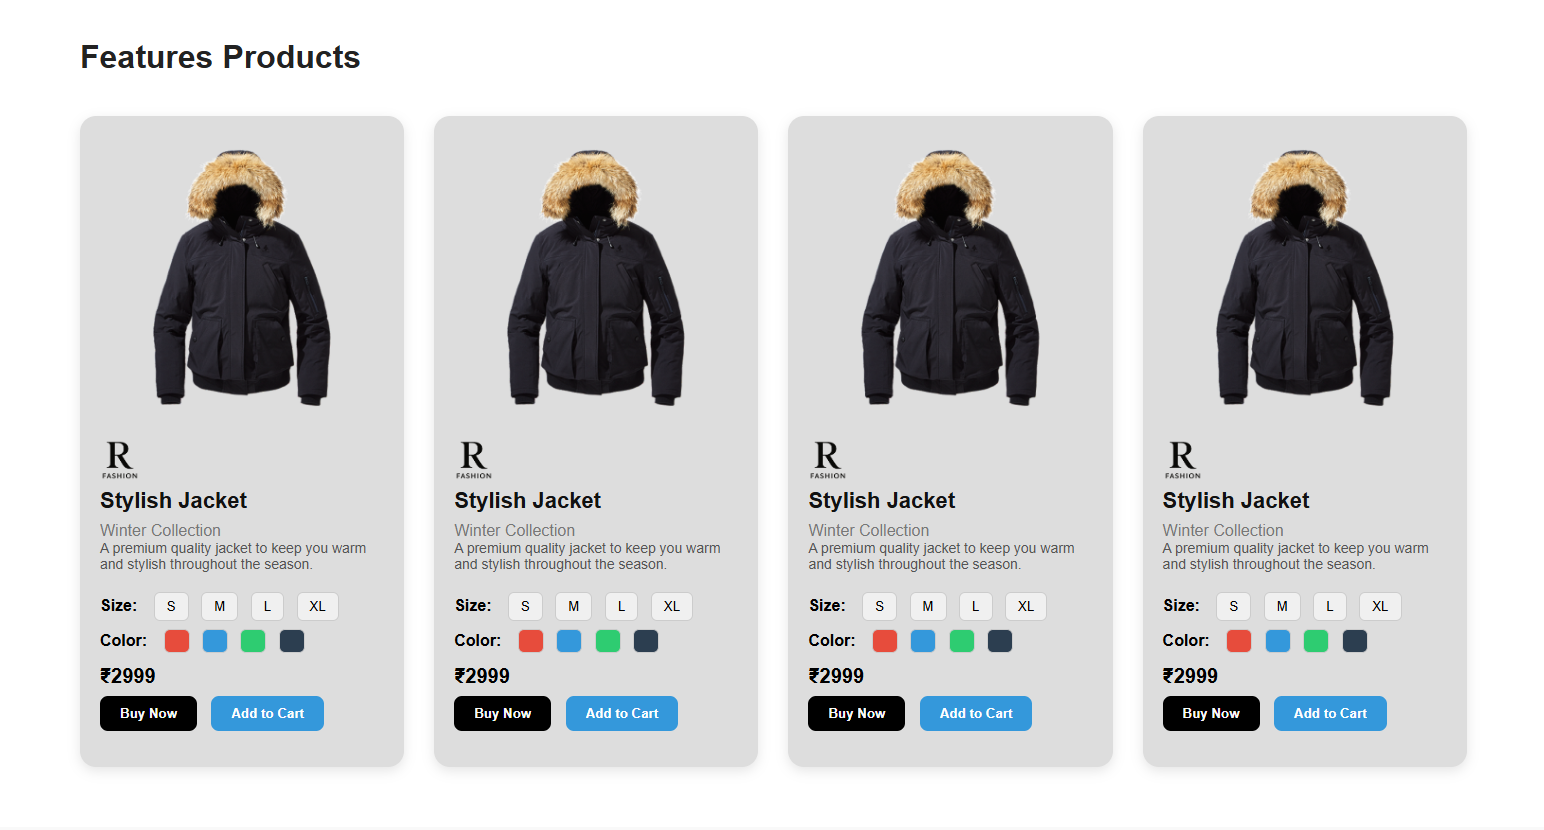 Features Products
R
FASHION
Stylish Jacket
Winter Collection
A premium quality jacket to keep you warm
and stylish throughout the season.
Size: S M L XL
Color:
₹2999
Buy Now Add to Cart
R
FASHION
Stylish Jacket
Winter Collection
A premium quality jacket to keep you warm
and stylish throughout the season.
Size: S M L XL
Color:
₹2999
Buy Now Add to Cart
R
FASHION
Stylish Jacket
Winter Collection
A premium quality jacket to keep you warm
and stylish throughout the season.
Size: S M L XL
Color:
₹2999
Buy Now Add to Cart
R
FASHION
Stylish Jacket
Winter Collection
A premium quality jacket to keep you warm
and stylish throughout the season.
Size: S M L XL
Color:
₹2999
Buy Now Add to Cart